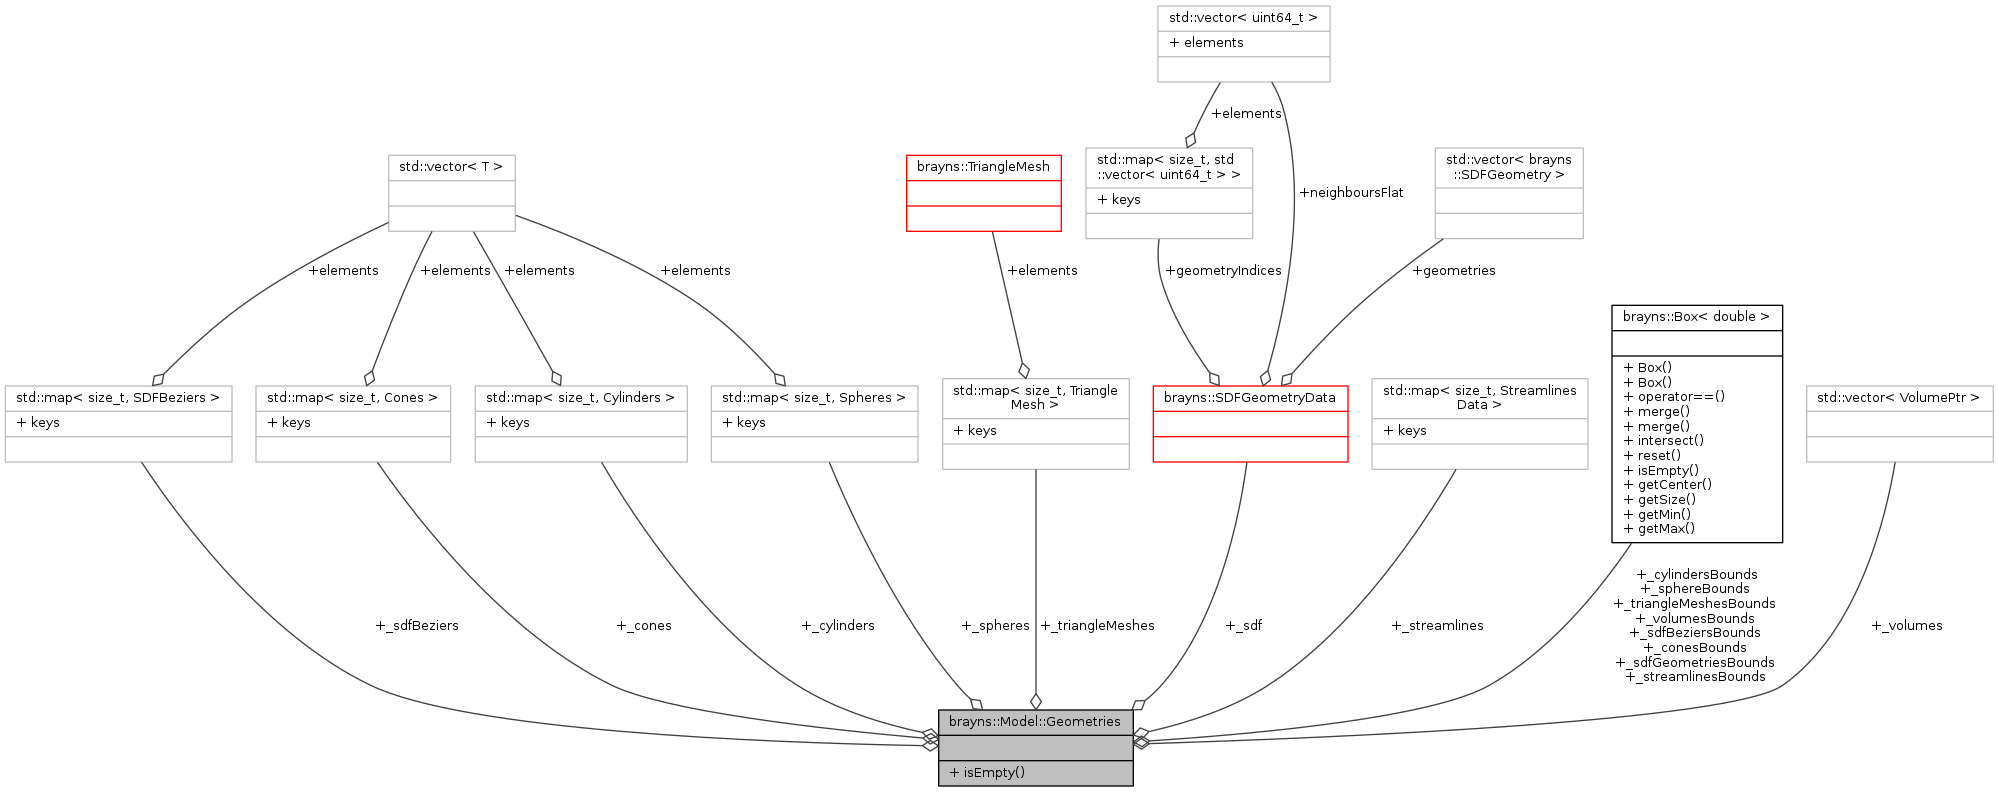 std::vector< uint64_t >
+ elements
+elements
std::vector< T >
brayns::TriangleMesh
std::map< size_t, std
::vector< uint64_t > >
+ keys
std::vector< brayns
::SDFGeometry >
+neighboursFlat
+elements
+elements
+elements
+elements
+elements
+geometryIndices
+geometries
std::map< size_t, SDFBeziers >
+ keys
std::map< size_t, Cones >
+ keys
std::map< size_t, Cylinders >
+ keys
std::map< size_t, Spheres >
+ keys
std::map< size_t, Triangle
Mesh >
+ keys
brayns::SDFGeometryData
std::map< size_t, Streamlines
Data >
+ keys
brayns::Box< double >
+ Box()
+ Box()
+ operator==()
+ merge()
+ merge()
+ intersect()
+ reset()
+ isEmpty()
+ getCenter()
+ getSize()
+ getMin()
+ getMax()
std::vector< VolumePtr >
+_sdfBeziers
+_cones
+_cylinders
+_spheres
+_triangleMeshes
+_sdf
+_streamlines
+_cylindersBounds
+_sphereBounds
+_triangleMeshesBounds
+_volumesBounds
+_sdfBeziersBounds
+_conesBounds
+_sdfGeometriesBounds
+_streamlinesBounds
+_volumes
brayns::Model::Geometries
+ isEmpty()